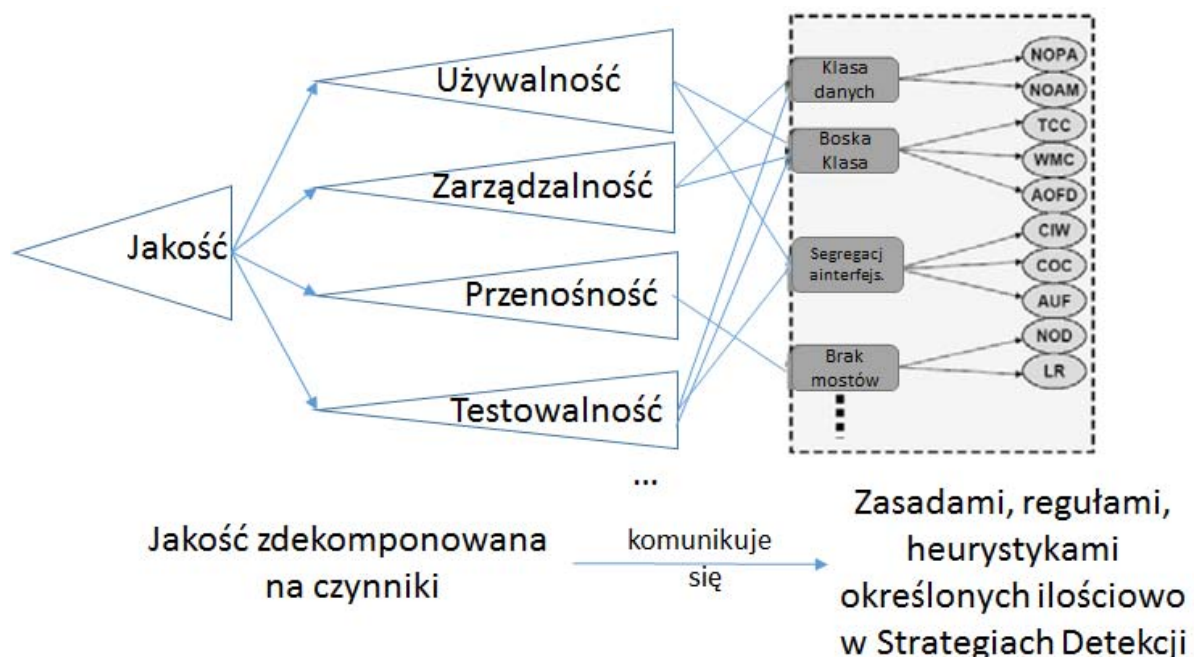 Jakość
Używalność
Zarządzalność
Przenośność
Testowalność
...
Klasa
danych
Boska
Klasa
Segregacj
ainterfejs.
Brak
mostów
NOPA
NOAM
TCC
WMC
AOFD
CIW
COC
AUF
NOD
LR
Jakość zdekomponowana
na czynniki
komunikuje
się
Zasadami, regułami,
heurystykami
określonych ilościowo
w Strategiach Detekcji